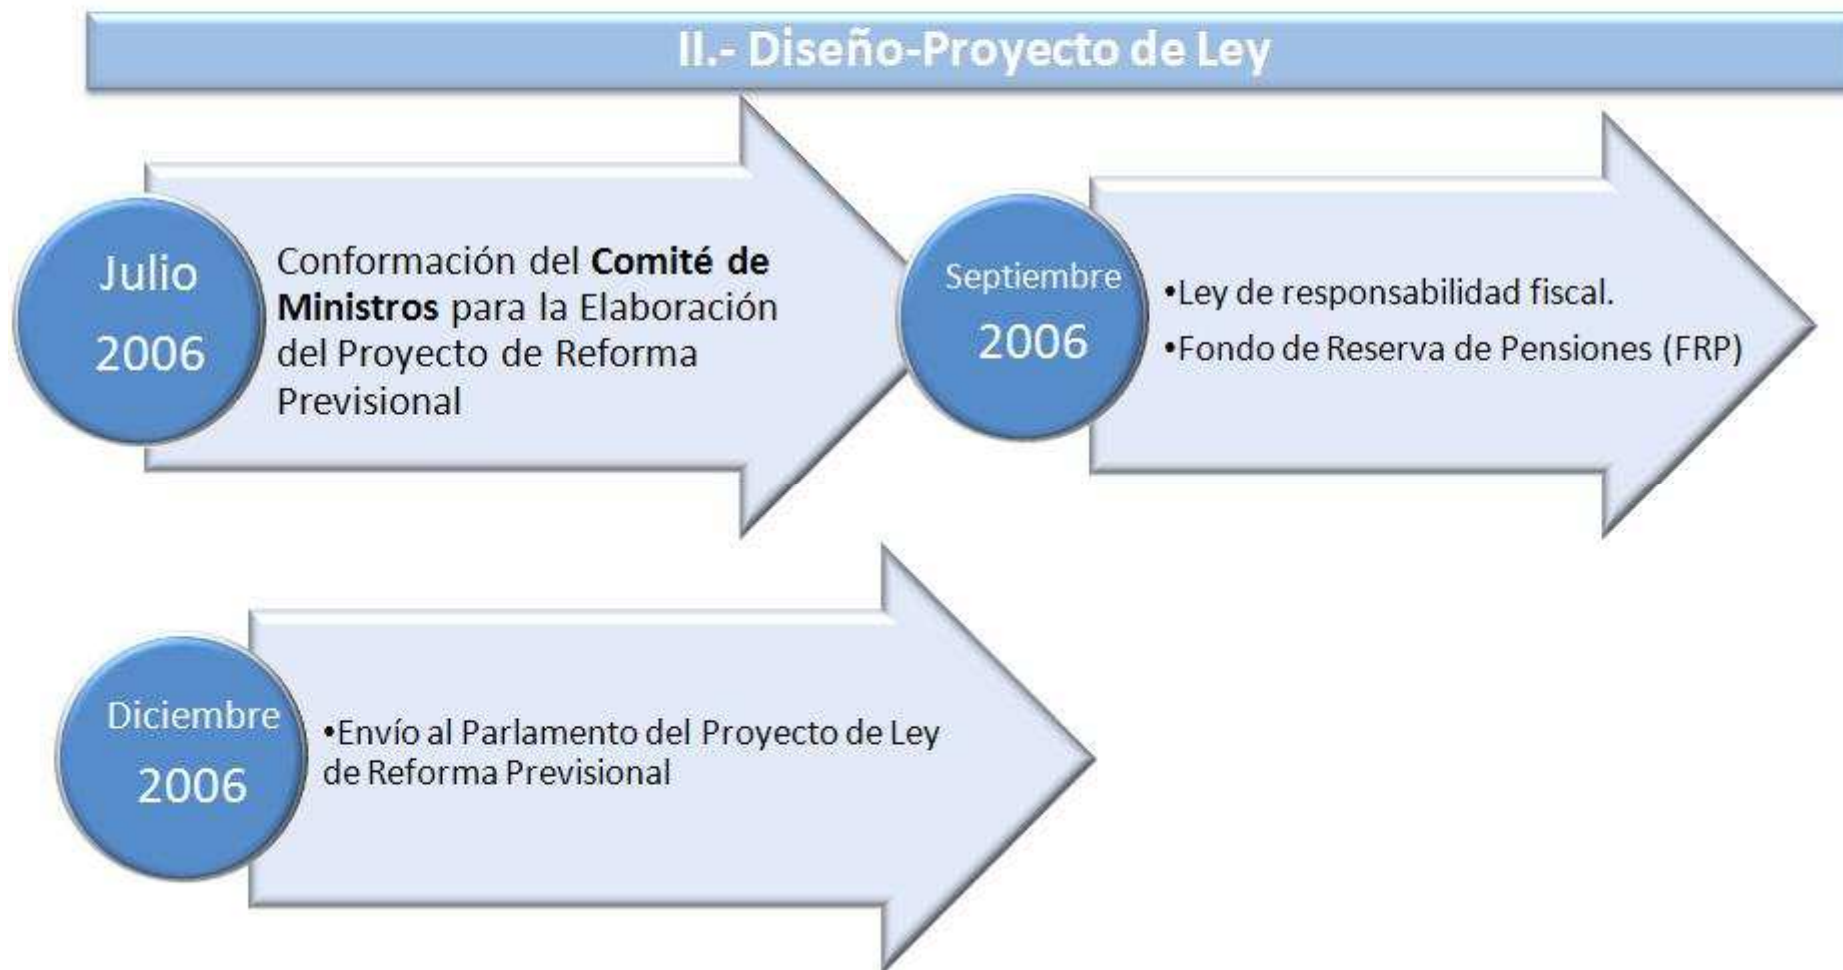 II.- Diseño-Proyecto de Ley
Julio
2006
Conformación del Comité de
Ministros para la Elaboración
del Proyecto de Reforma
Previsional
Septiembre
2006
•Ley de responsabilidad fiscal.
•Fondo de Reserva de Pensiones (FRP)
Diciembre
2006
•Envío al Parlamento del Proyecto de Ley
de Reforma Previsional